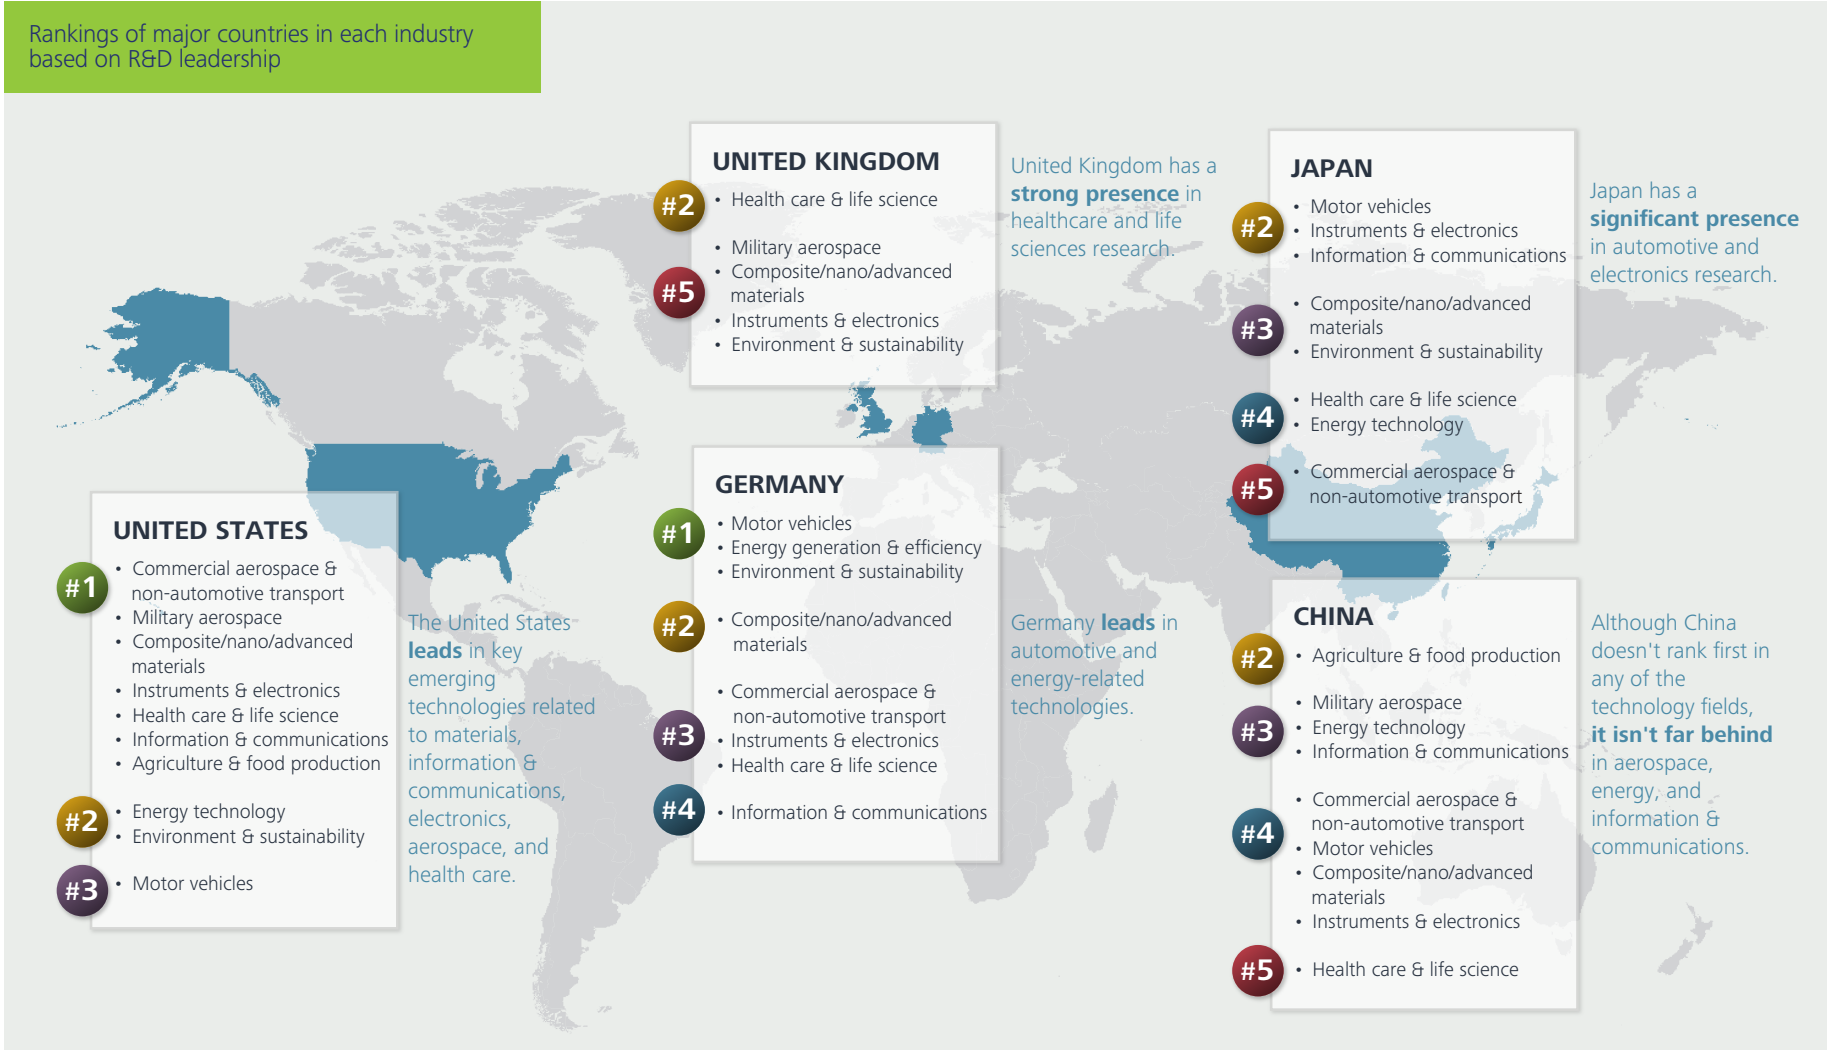 Rankings of major countries in each industry
based on R&D leadership
UNITED KINGDOM
#2
• Health care & life science
#5
• Military aerospace
• Composite/nano/advanced
materials
• Instruments & electronics
• Environment & sustainability
United Kingdom has a
strong presence in
healthcare and life
sciences research.
JAPAN
#2
• Motor vehicles
• Instruments & electronics
• Information & communications
#3
• Composite/nano/advanced
materials
• Environment & sustainability
#4
• Health care & life science
• Energy technology
#5
• Commercial aerospace &
non-automotive transport
Japan has a
significant presence
in automotive and
electronics research.
UNITED STATES
#1
• Commercial aerospace &
non-automotive transport
• Military aerospace
• Composite/nano/advanced
materials
• Instruments & electronics
• Health care & life science
• Information & communications
• Agriculture & food production
#2
• Energy technology
• Environment & sustainability
#3
• Motor vehicles
The United States
leads in key
emerging
technologies related
to materials,
information &
communications,
electronics,
aerospace, and
health care.
GERMANY
#1
• Motor vehicles
• Energy generation & efficiency
• Environment & sustainability
#2
• Composite/nano/advanced
materials
#3
• Commercial aerospace &
non-automotive transport
• Instruments & electronics
• Health care & life science
#4
• Information & communications
Germany leads in
automotive and
energy-related
technologies.
CHINA
#2
• Agriculture & food production
#3
• Military aerospace
• Energy technology
• Information & communications
#4
• Commercial aerospace &
non-automotive transport
• Motor vehicles
• Composite/nano/advanced
materials
• Instruments & electronics
#5
• Health care & life science
Although China
doesn't rank first in
any of the
technology fields,
it isn't far behind
in aerospace,
energy, and
information &
communications.